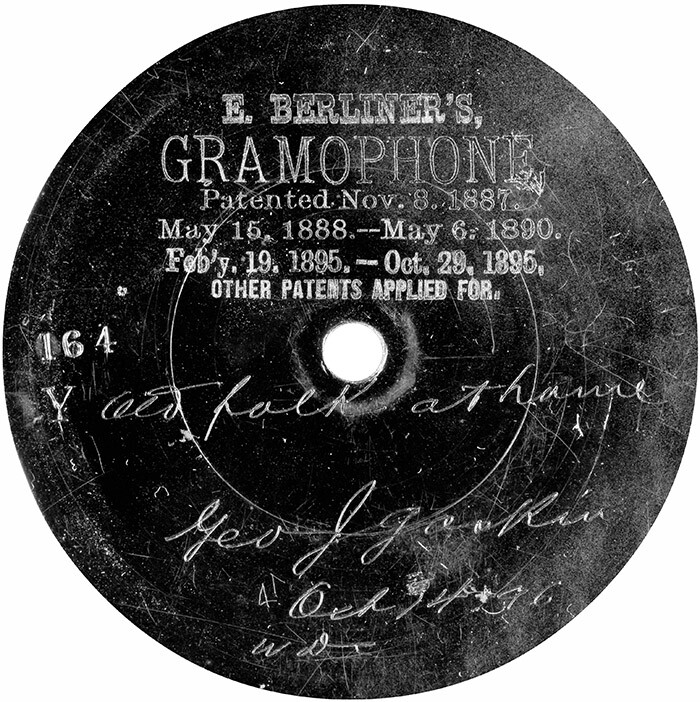 E. BERLINER'S,
GRAMOPHONE
Patented Nov. 8. 1887.
May 15, 1888.--May 6. 1890.
Feb'y. 19. 1895. — Oct. 29, 1895.
OTHER PATENTS APPLIED FOR.
164
Y Old folk at home
Geo J Gaskin
Oct 96